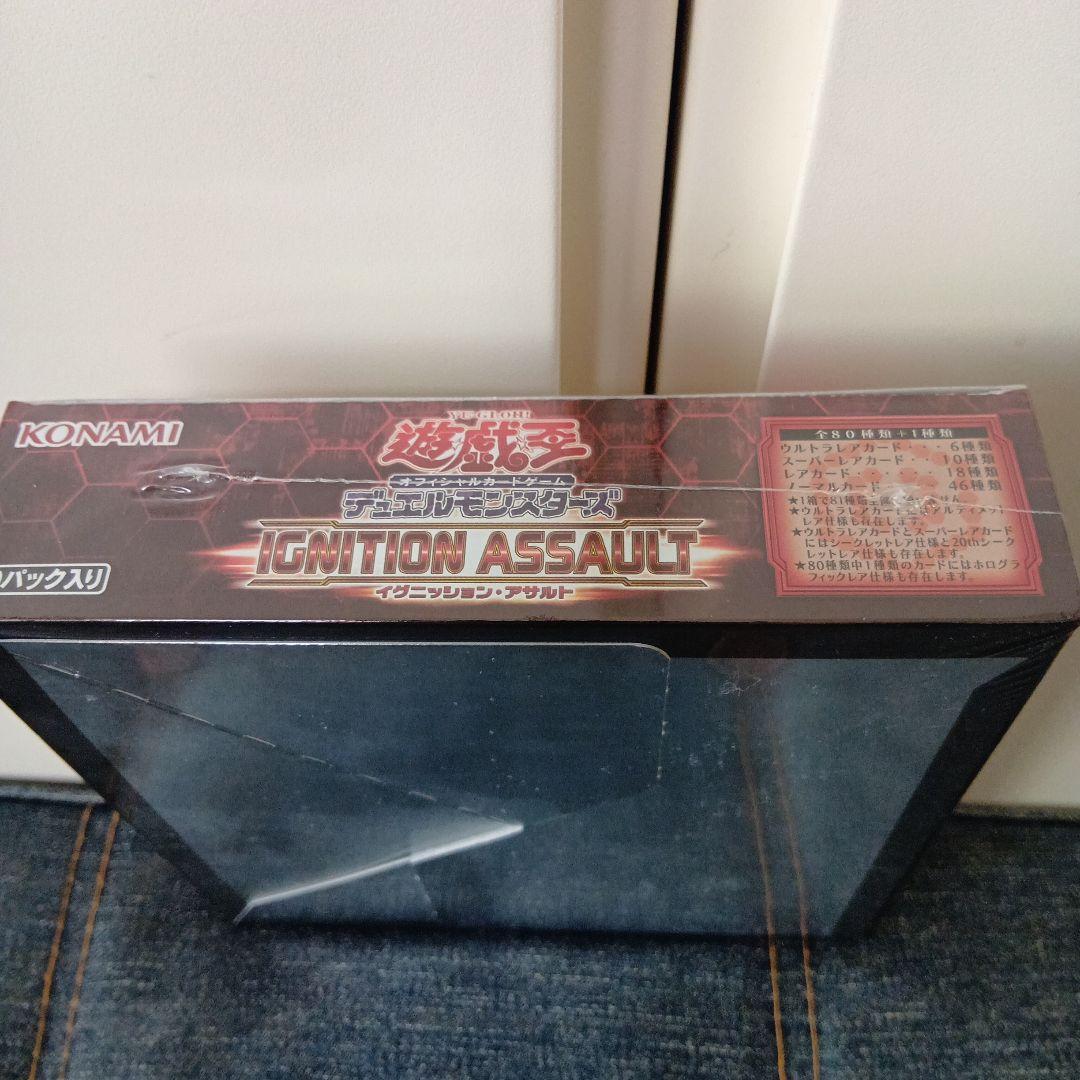 KONAMI
YU-GI-OH!
遊戯王
オフィシャルカードゲーム
デュエルモンスターズ
IGNITION ASSAULT
イグニッション・アサルト
パック入り
全80種類+1種類
ウルトラレアカード・・・6種類
スーパーレアカード・・10種類
レアカード・・・18種類
ノーマルカード・・46種類
★1箱で81種類全部は
★ウルトラレアカードには
レア仕様も存在します。
★ウルトラレアカードとスーパーレアカード
にはシークレットレア仕様と20thシーク
レットレア仕様も存在します。
★80種類中1種類のカードにはホログラ
フィックレア仕様も存在します。